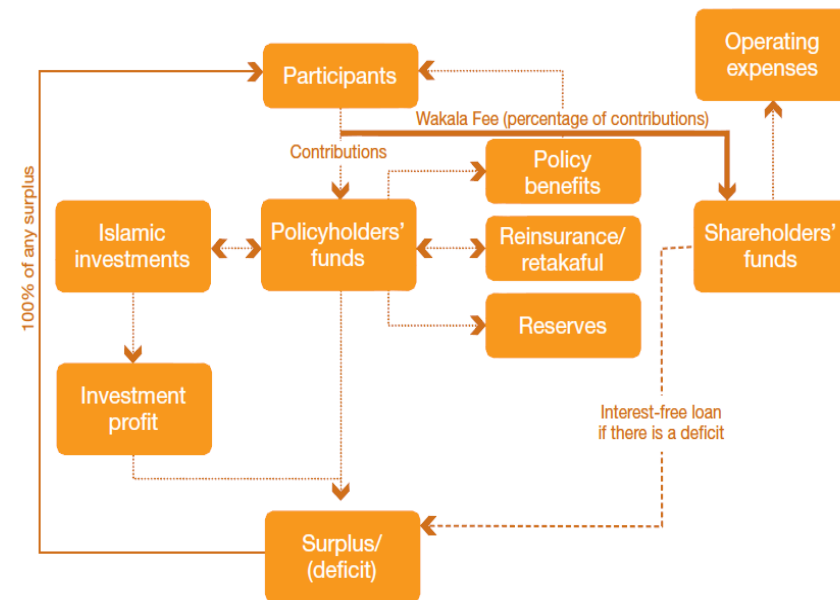 Operating
expenses
Participants
Wakala Fee (percentage of contributions)
Contributions
Policy
benefits
100% of any surplus
Islamic
investments
Policyholders'
funds
Reinsurance/
retakaful
Shareholders'
funds
Reserves
Investment
profit
Interest-free loan
if there is a deficit
Surplus/
(deficit)